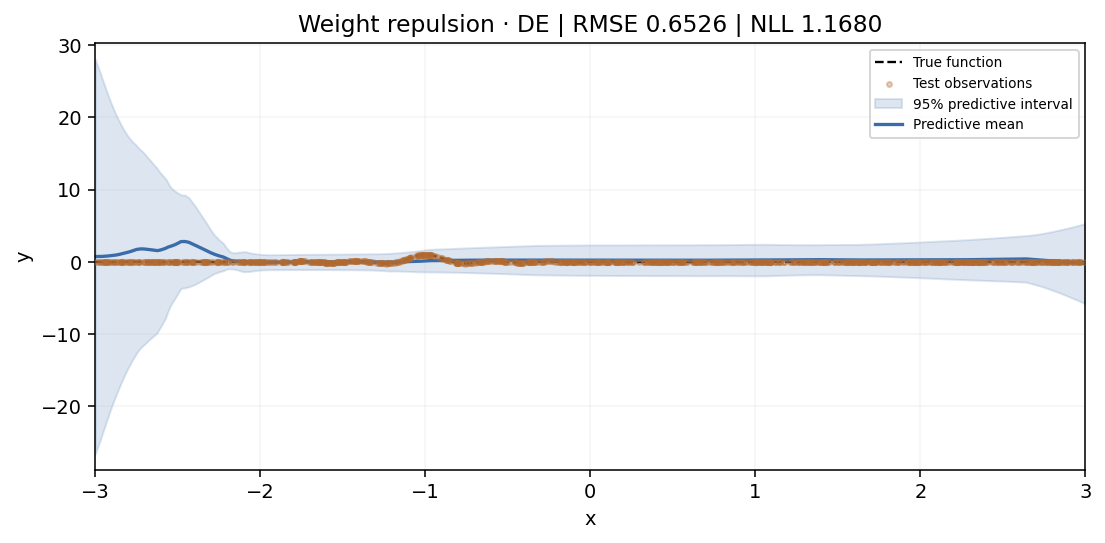 Weight repulsion · DE | RMSE 0.6526 | NLL 1.1680
True function
Test observations
95% predictive interval
Predictive mean
30
20
10
0
−10
−20
y
−3
−2
−1
0
1
2
3
x